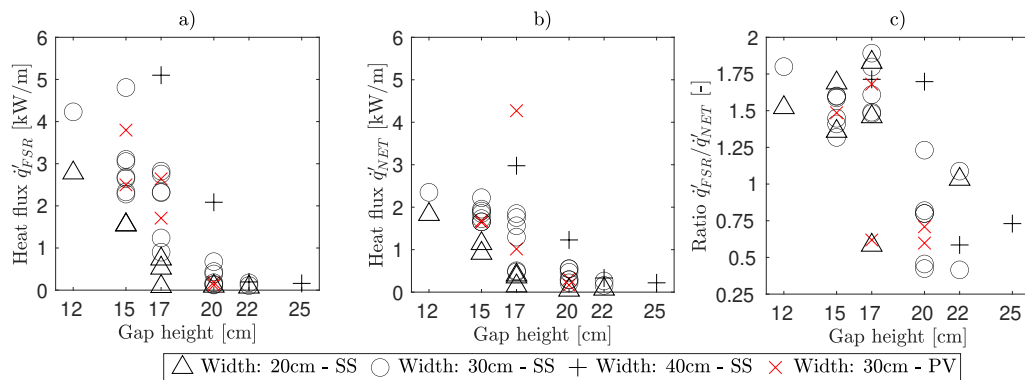 a)
6
5
4
3
2
1
0
12 15 17 20 22 25
Gap height [cm]
Heat flux q̇′FSR [kW/m]
b)
6
5
4
3
2
1
0
12 15 17 20 22 25
Gap height [cm]
Heat flux q̇′NET [kW/m]
c)
2
1.75
1.5
1.25
1
0.75
0.5
0.25
12 15 17 20 22 25
Gap height [cm]
Ratio q̇′FSR/q̇′NET [-]
Width: 20cm - SS Width: 30cm - SS Width: 40cm - SS Width: 30cm - PV